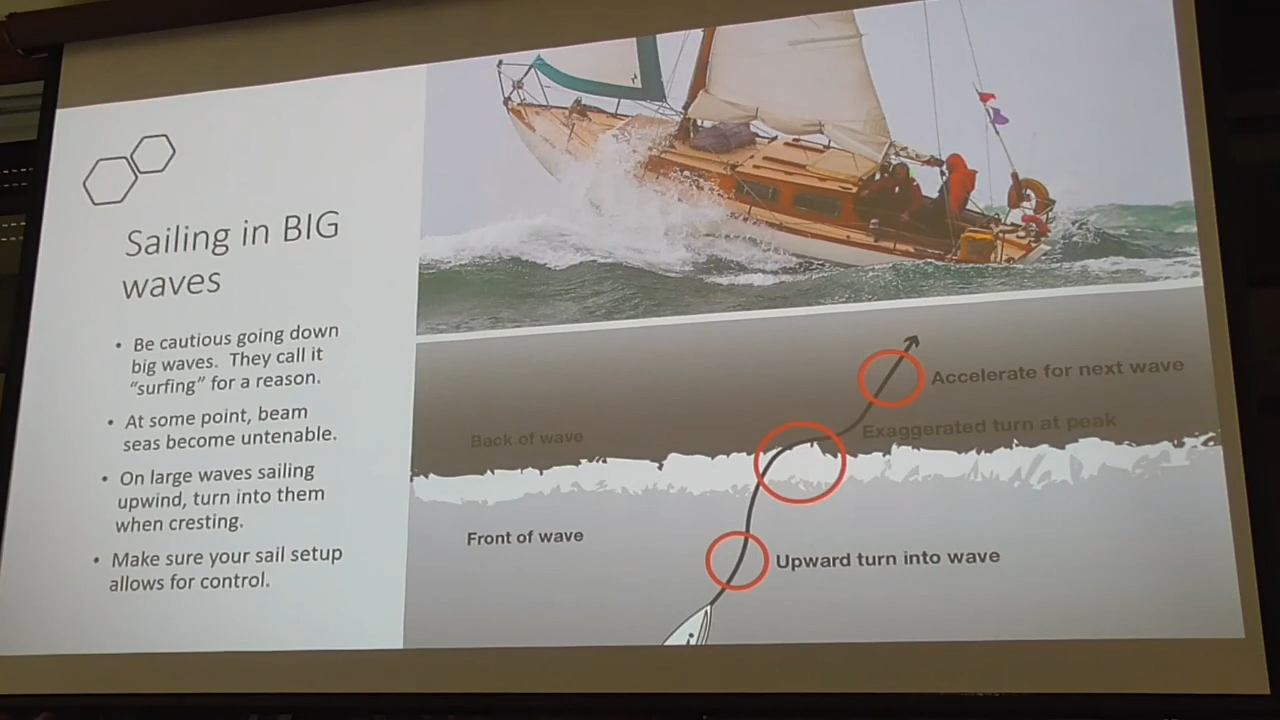 Sailing in BIG
waves
• Be cautious going down
big waves. They call it
“surfing” for a reason.
• At some point, beam
seas become untenable.
• On large waves sailing
upwind, turn into them
when cresting.
• Make sure your sail setup
allows for control.
Accelerate for next wave
Exaggerated turn at peak
Back of wave
Front of wave
Upward turn into wave